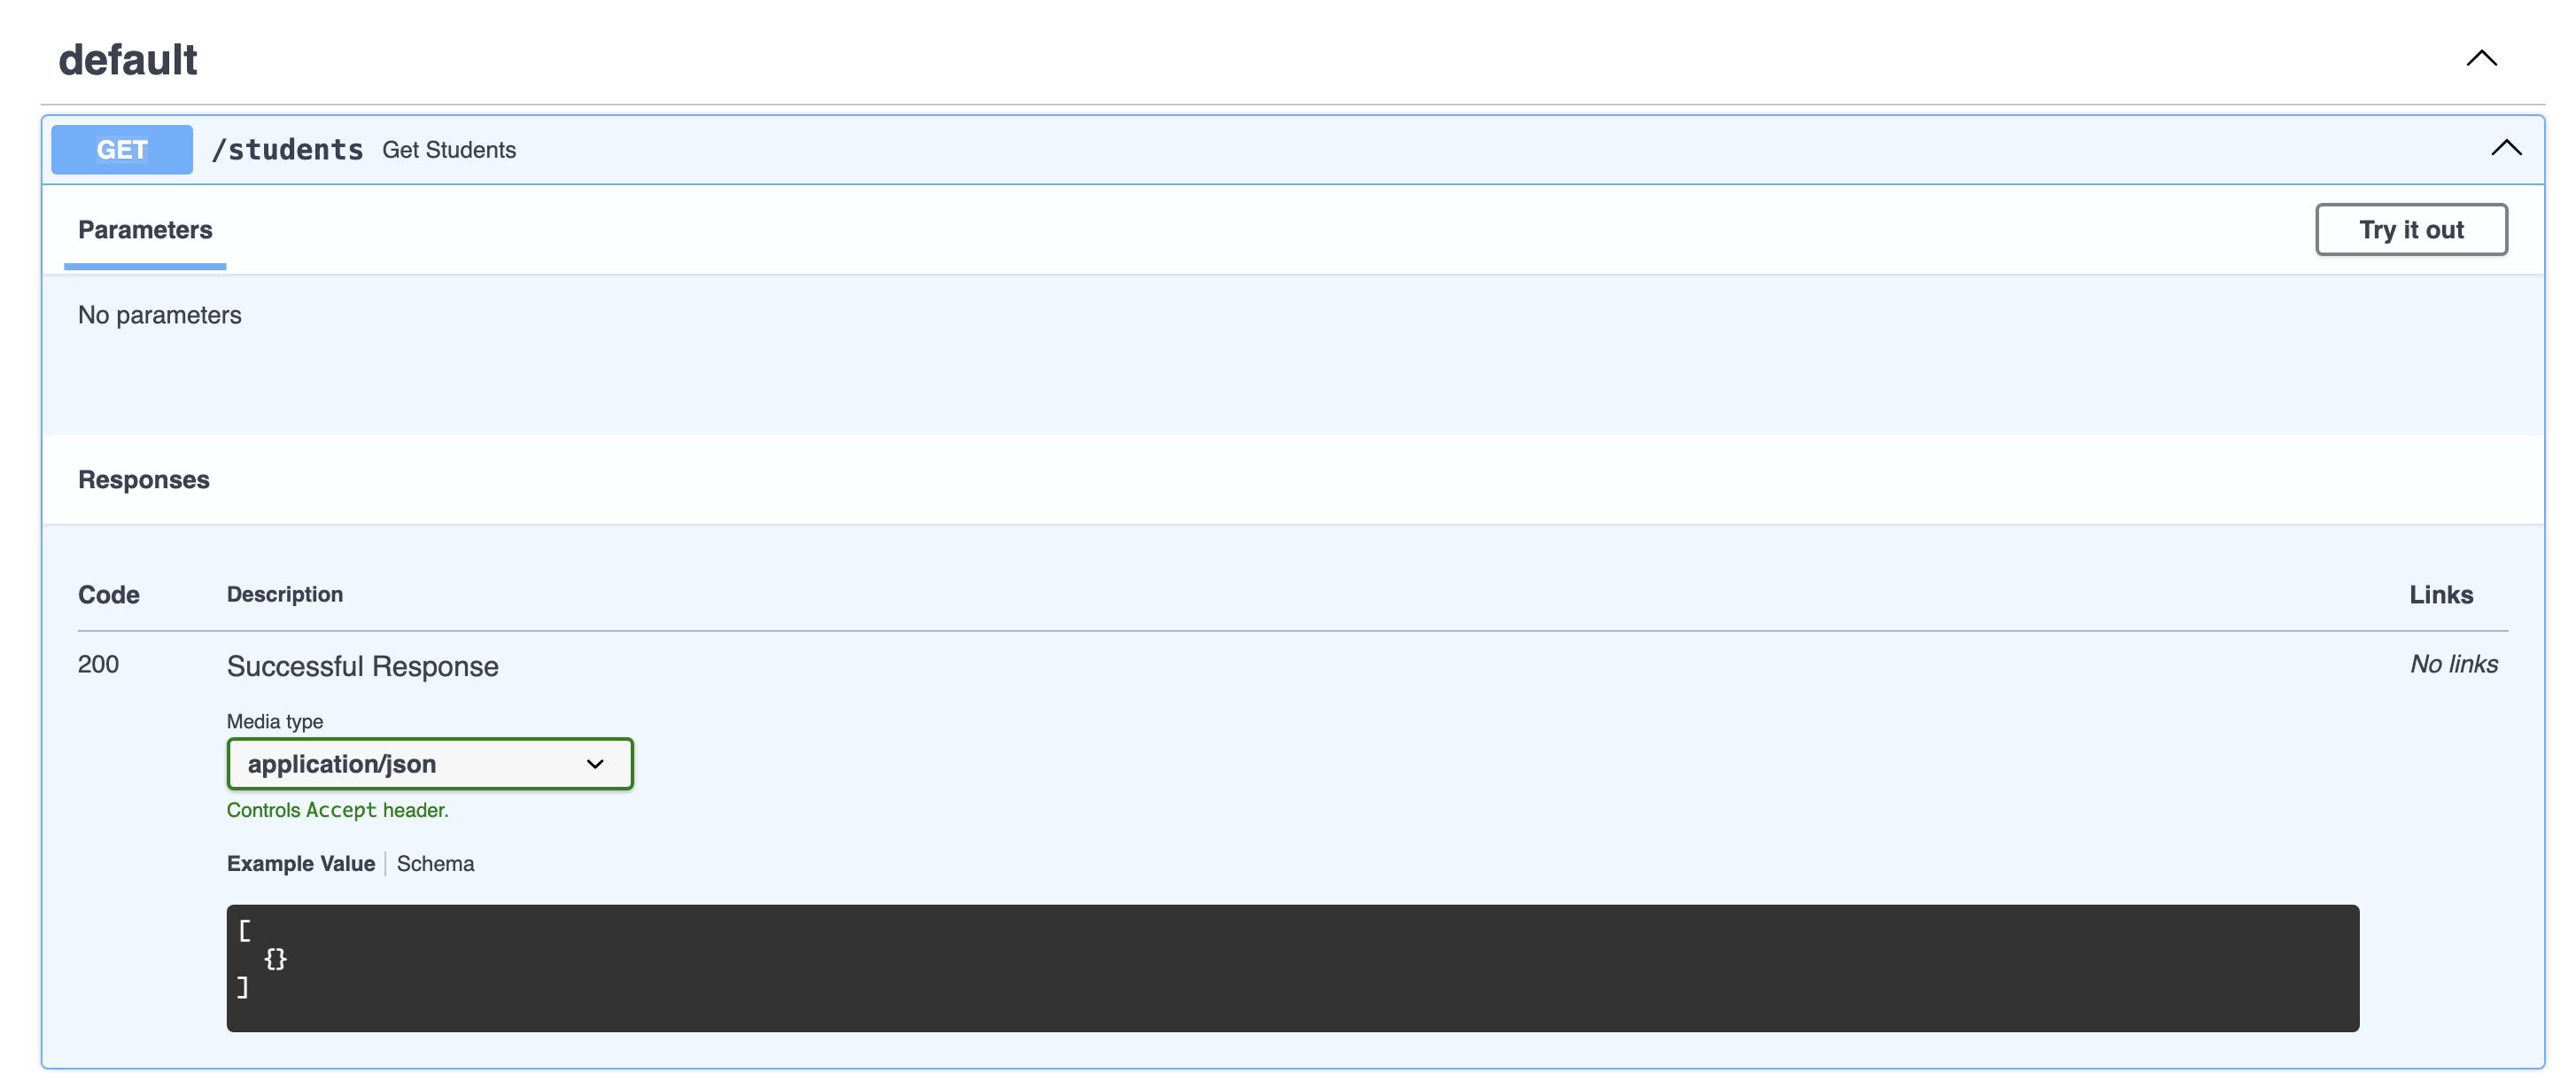 default
GET /students Get Students
Parameters
Try it out
No parameters
Responses
Code Description Links
200 Successful Response No links
Media type
application/json
Controls Accept header.
Example Value Schema
[
  {}
]